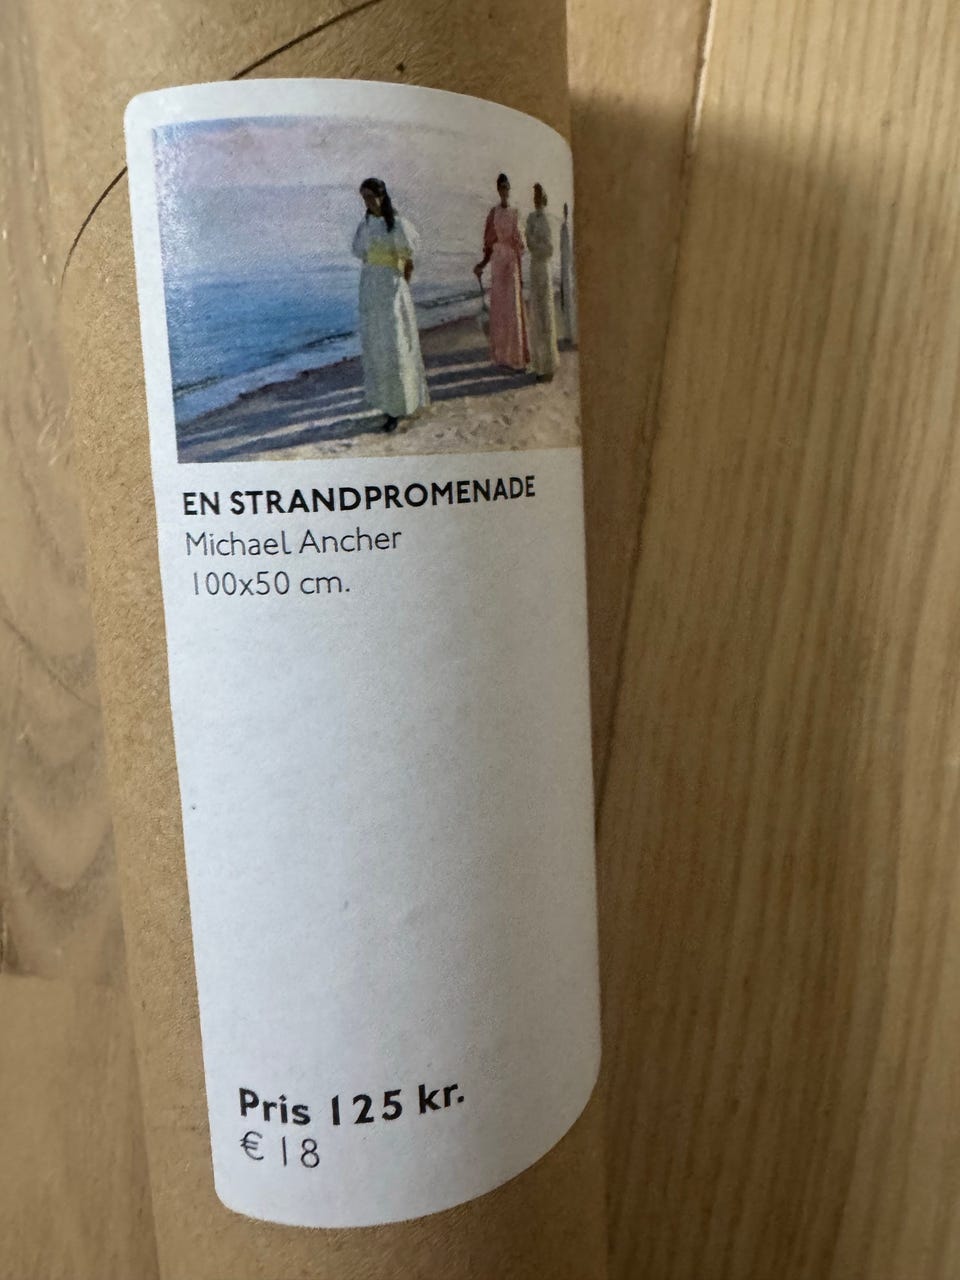 EN STRANDPROMENADE
Michael Ancher
100x50 cm.
Pris 125 kr.
€ 18